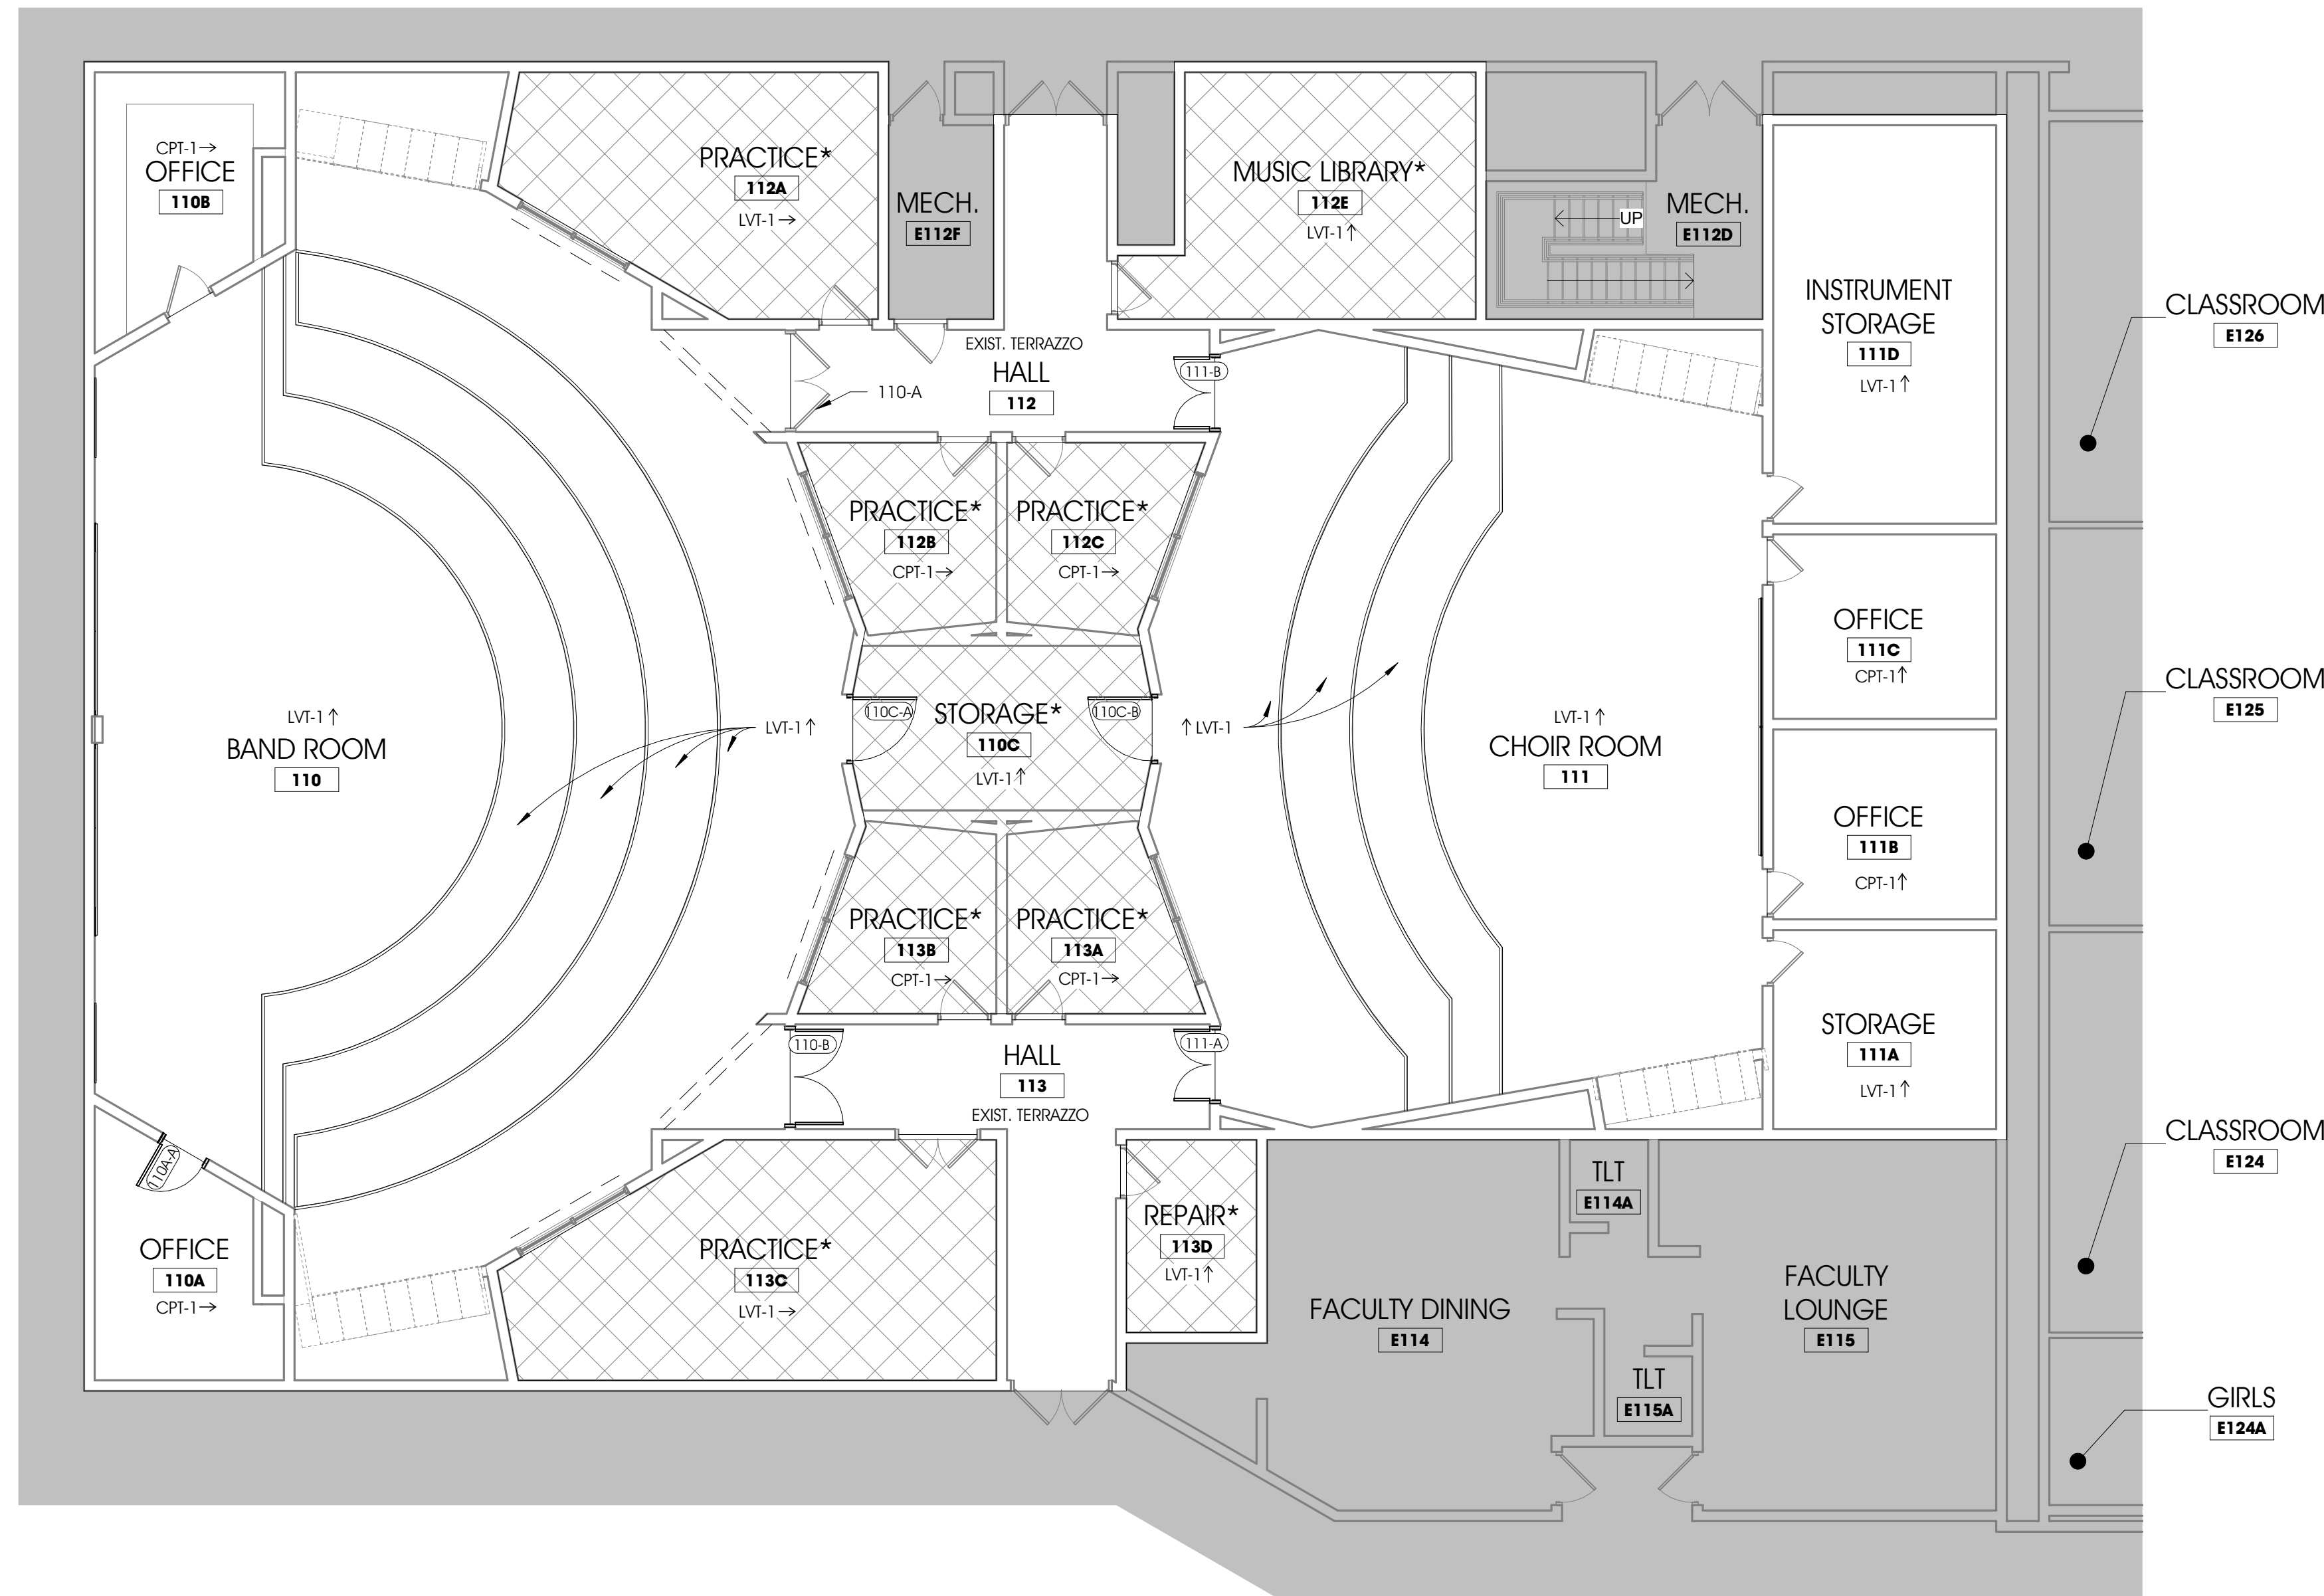 CPT-1→
OFFICE
110B
PRACTICE*
112A
LVT-1→
MECH.
E112F
MUSIC LIBRARY*
112E
LVT-1↑
UP
MECH.
E112D
INSTRUMENT
STORAGE
111D
LVT-1↑
CLASSROOM
E126
EXIST. TERRAZZO
HALL
112
110-A
111-B
PRACTICE*
112B
CPT-1→
PRACTICE*
112C
CPT-1→
OFFICE
111C
CPT-1↑
CLASSROOM
E125
LVT-1↑
BAND ROOM
110
LVT-1↑
110C-A
STORAGE*
110C
LVT-1↑
110C-B
↑LVT-1
LVT-1↑
CHOIR ROOM
111
OFFICE
111B
CPT-1↑
PRACTICE*
113B
CPT-1→
PRACTICE*
113A
CPT-1→
110-B
HALL
113
EXIST. TERRAZZO
111-A
STORAGE
111A
LVT-1↑
CLASSROOM
E124
110A-A
OFFICE
110A
CPT-1→
PRACTICE*
113C
LVT-1→
REPAIR*
113D
LVT-1↑
TLT
E114A
FACULTY DINING
E114
FACULTY
LOUNGE
E115
TLT
E115A
GIRLS
E124A